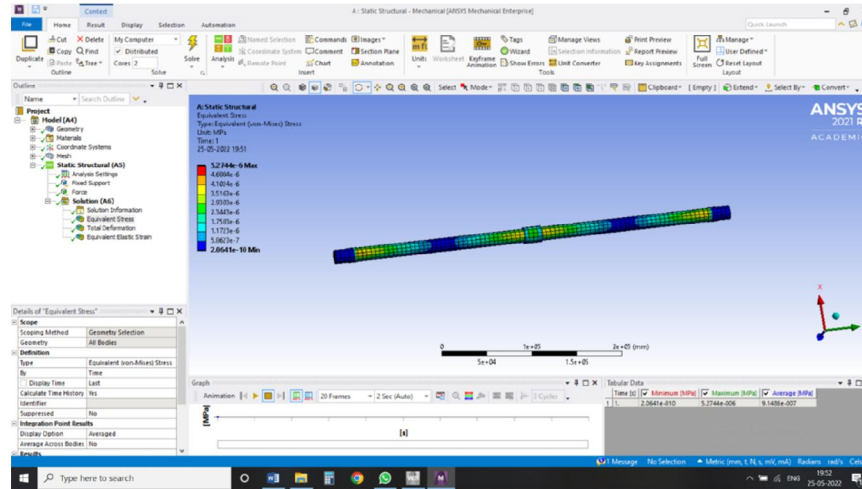 Context
A : Static Structural - Mechanical [ANSYS Mechanical Enterprise]
File Home Result Display Selection Automation
Quick Launch
Duplicate
Cut Delete
Copy Find
Paste Tree
Outline
My Computer
Distributed
Cores 2
Solve
Solve
Analysis
Named Selection Commands Images
Coordinate System Comment Section Plane
Remote Point Chart Annotation
Insert
Units Worksheet Keyframe Animation
Tags
Wizard
Show Errors
Manage Views
Selection Information
Unit Converter
Print Preview
Report Preview
Key Assignments
Tools
Full Screen
Manage
User Defined
Reset Layout
Layout
Outline
Name Search Outline
Select Mode Clipboard [ Empty ] Extend Select By Convert
Project
Model (A4)
Geometry
Materials
Coordinate Systems
Mesh
Static Structural (A5)
Analysis Settings
Fixed Support
Force
Solution (A6)
Solution Information
Equivalent Stress
Total Deformation
Equivalent Elastic Strain
A: Static Structural
Equivalent Stress
Type: Equivalent (von-Mises) Stress
Unit: MPa
Time: 1
25-05-2022 19:51
5.2744e-6 Max
4.6884e-6
4.1024e-6
3.5163e-6
2.9303e-6
2.3443e-6
1.7583e-6
1.1723e-6
5.8623e-7
2.0641e-10 Min
ANSYS
2021 R
ACADEMIC
X
0 1e+05 2e+05 (mm)
5e+04 1.5e+05
Details of "Equivalent Stress"
Scope
Scoping Method Geometry Selection
Geometry All Bodies
Definition
Type Equivalent (von-Mises) Stress
By Time
Display Time Last
Calculate Time History Yes
Identifier
Suppressed No
Integration Point Results
Display Option Averaged
Average Across Bodies No
Results
Graph
Animation 20 Frames 2 Sec (Auto) 3 Cycles
[MPa]
[s]
Tabular Data
Time [s] Minimum [MPa] Maximum [MPa] Average [MPa]
1 1. 2.0641e-010 5.2744e-006 9.1486e-007
1 Message No Selection Metric (mm, t, N, s, mV, mA) Radians rad/s Cels
Type here to search
ENG
19:52
25-05-2022